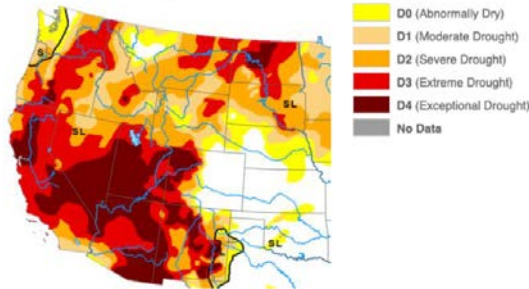 D0 (Abnormally Dry)
D1 (Moderate Drought)
D2 (Severe Drought)
D3 (Extreme Drought)
D4 (Exceptional Drought)
No Data
SL
SL
SL
SL